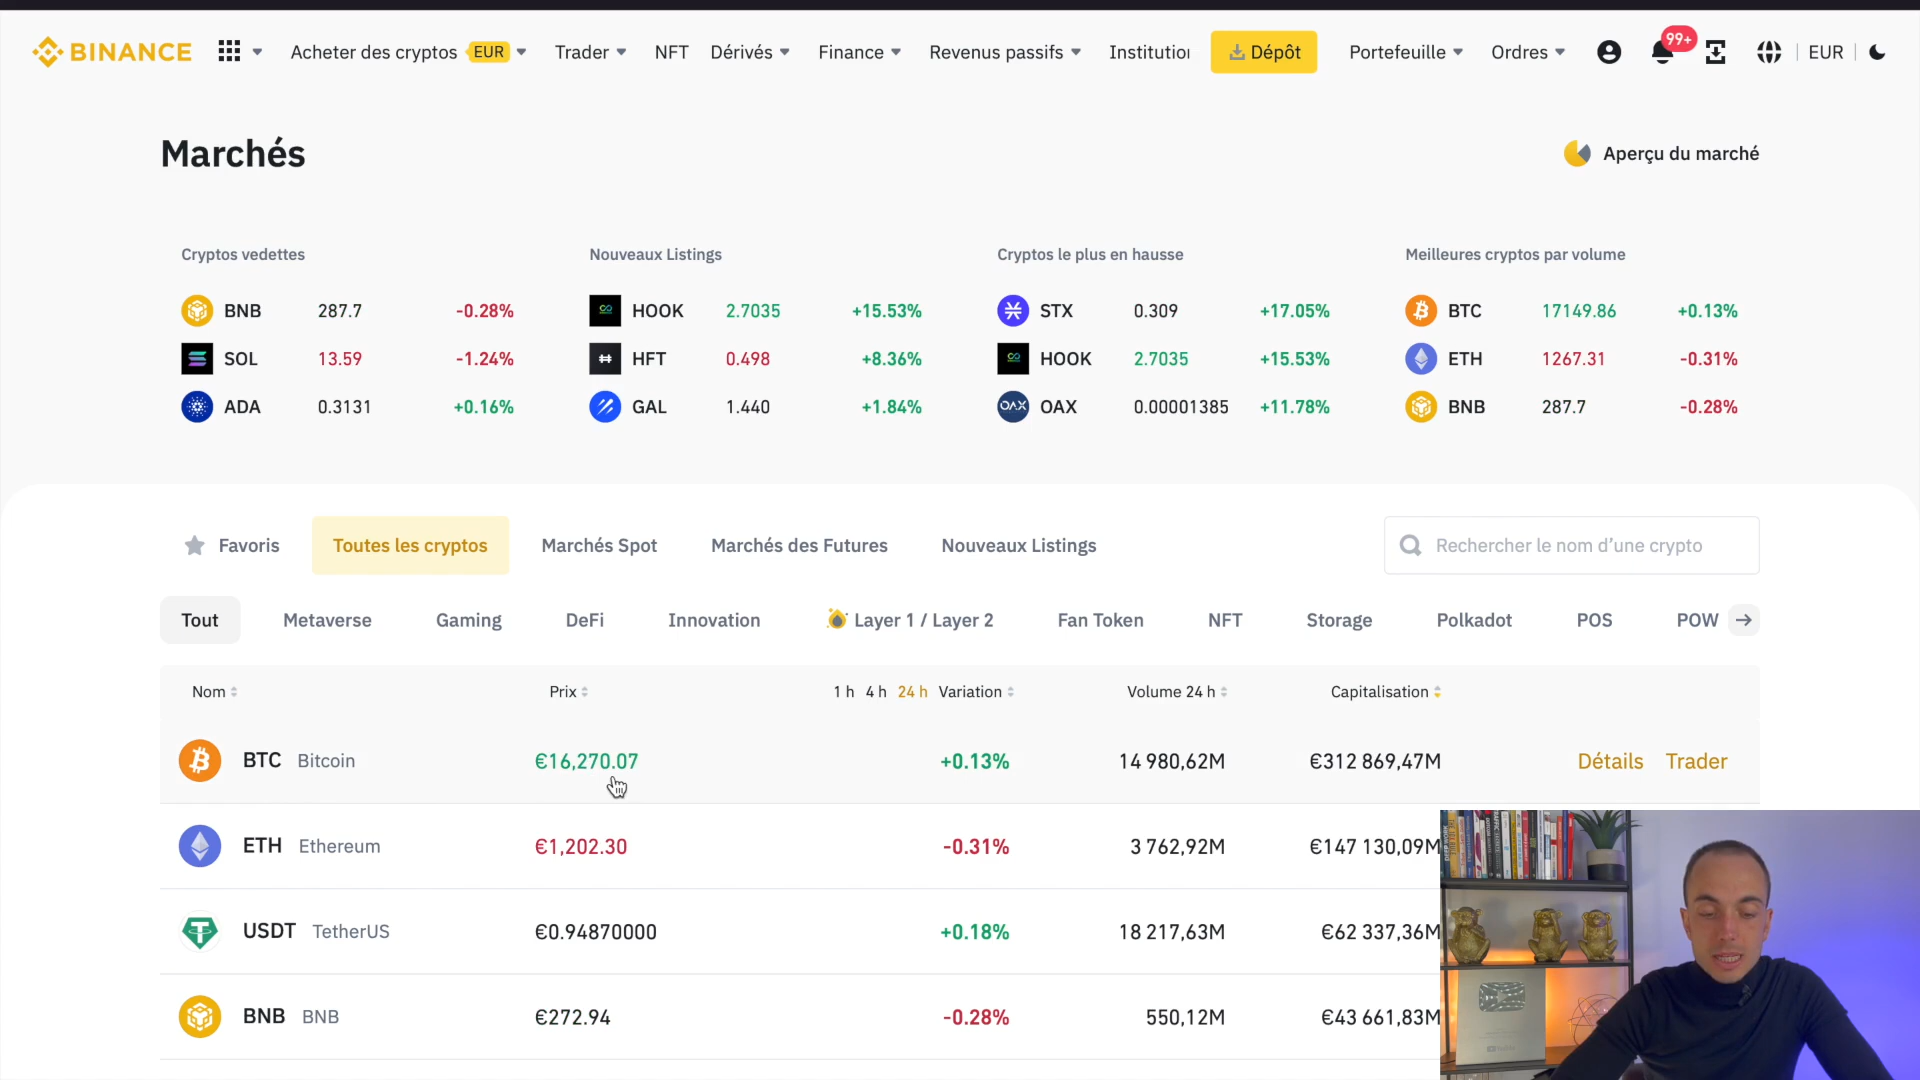 BINANCE Acheter des cryptos EUR Trader NFT Dérivés Finance Revenus passifs Institution Dépôt Portefeuille Ordres 99+ EUR
Marchés Aperçu du marché
Cryptos vedettes Nouveaux Listings Cryptos le plus en hausse Meilleures cryptos par volume
BNB 287.7 -0.28% HOOK 2.7035 +15.53% STX 0.309 +17.05% BTC 17149.86 +0.13%
SOL 13.59 -1.24% HFT 0.498 +8.36% HOOK 2.7035 +15.53% ETH 1267.31 -0.31%
ADA 0.3131 +0.16% GAL 1.440 +1.84% OAX OAX 0.00001385 +11.78% BNB 287.7 -0.28%
Favoris Toutes les cryptos Marchés Spot Marchés des Futures Nouveaux Listings Rechercher le nom d’une crypto
Tout Metaverse Gaming DeFi Innovation Layer 1 / Layer 2 Fan Token NFT Storage Polkadot POS POW
Nom Prix 1 h 4 h 24 h Variation Volume 24 h Capitalisation
BTC Bitcoin €16,270.07 +0.13% 14 980,62M €312 869,47M Détails Trader
ETH Ethereum €1,202.30 -0.31% 3 762,92M €147 130,09M
USDT TetherUS €0.94870000 +0.18% 18 217,63M €62 337,36M
BNB BNB €272.94 -0.28% 550,12M €43 661,83M